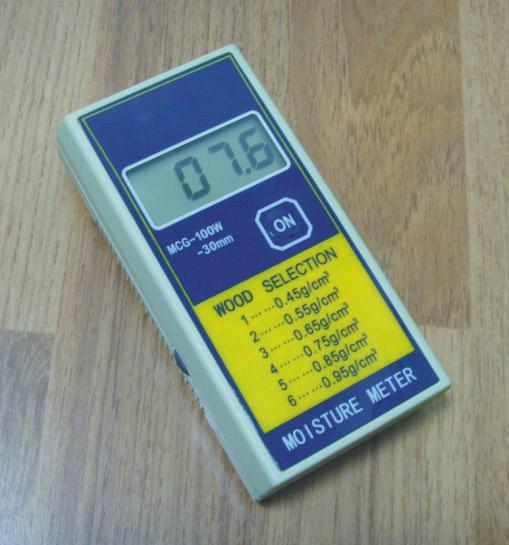 07.6
MCG-100W
-30mm
ON
WOOD SELECTION
1······0.45g/cm³
2······0.55g/cm³
3······0.65g/cm³
4······0.75g/cm³
5······0.85g/cm³
6······0.95g/cm³
MOISTURE METER